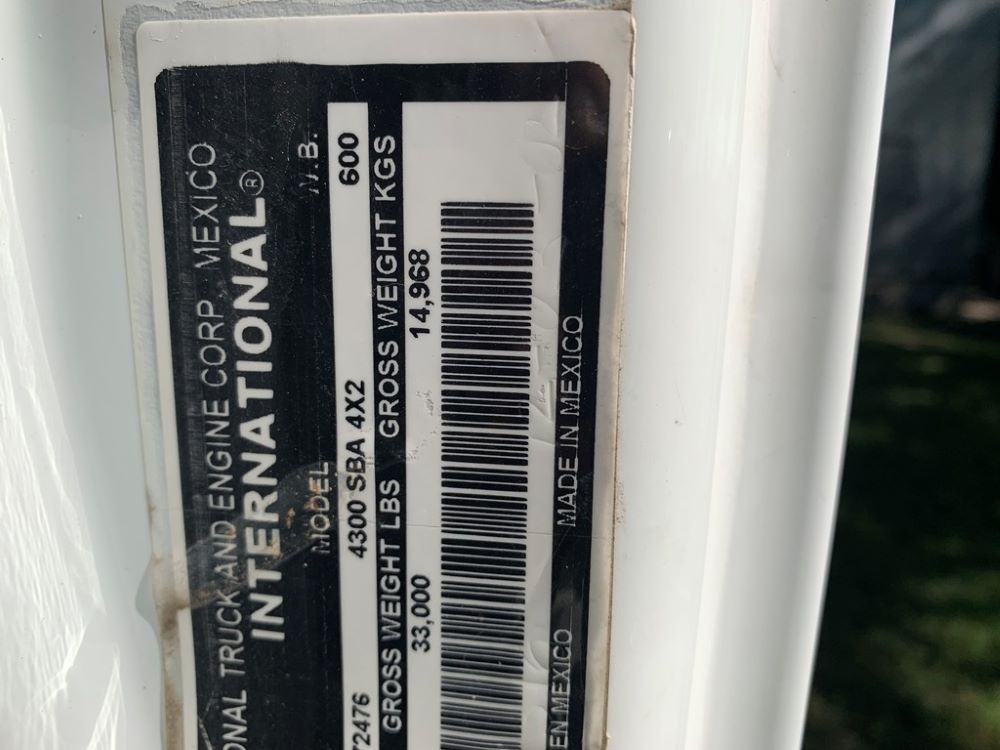 ONAL TRUCK AND ENGINE CORP. MEXICO
INTERNATIONAL®
MODEL W.B.
72476 4300 SBA 4X2 600
GROSS WEIGHT LBS GROSS WEIGHT KGS
33,000 14,968
EN MEXICO MADE IN MEXICO